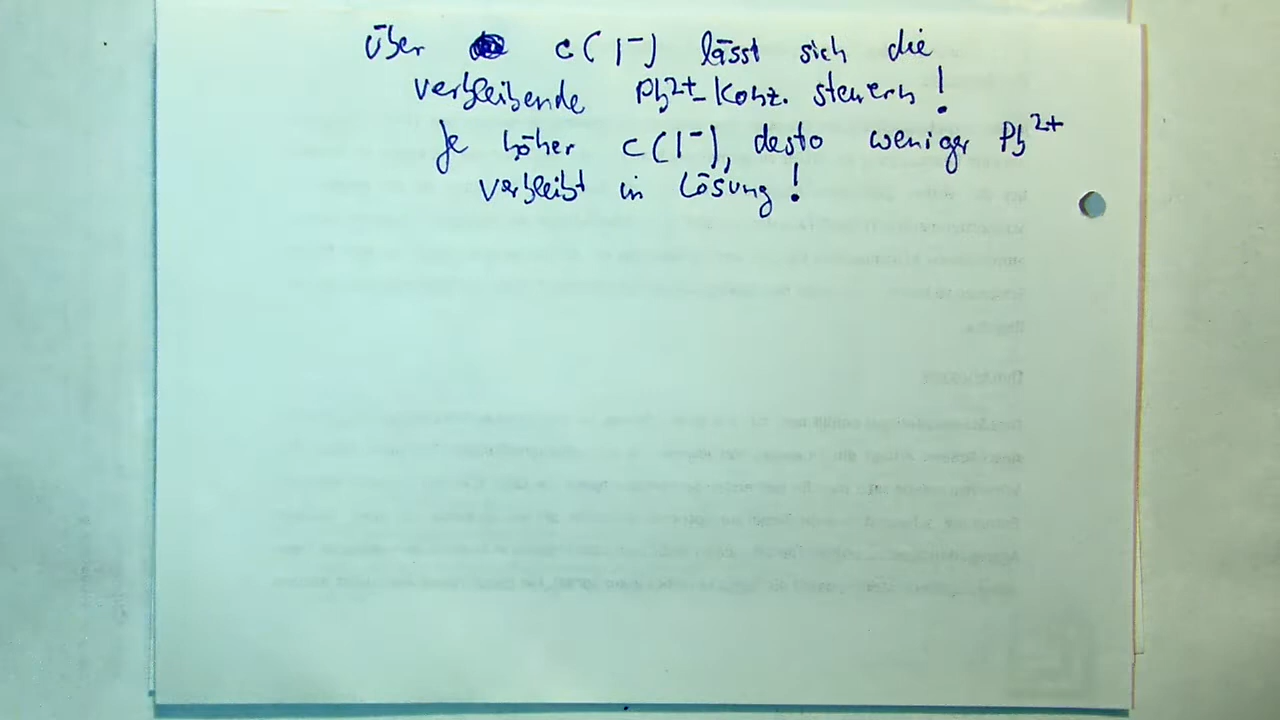 Über c(I⁻) lässt sich die
verbleibende Pb²⁺-Konz. steuern!
Je höher c(I⁻), desto weniger Pb²⁺
verbleibt in Lösung!